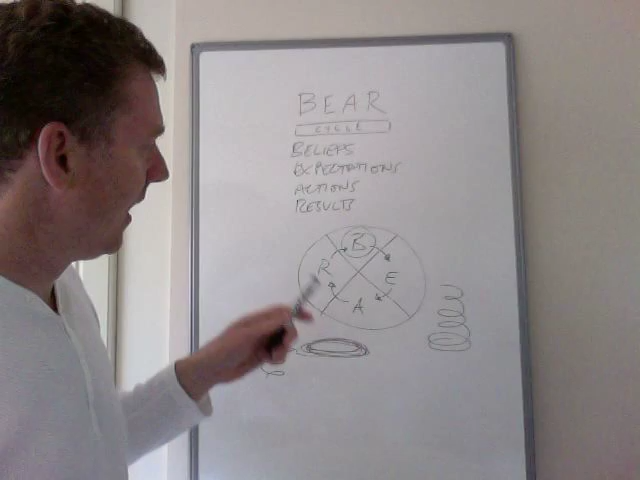 BEAR
CYCLE
BELIEFS
EXPECTATIONS
ACTIONS
RESULTS
B
R
E
A